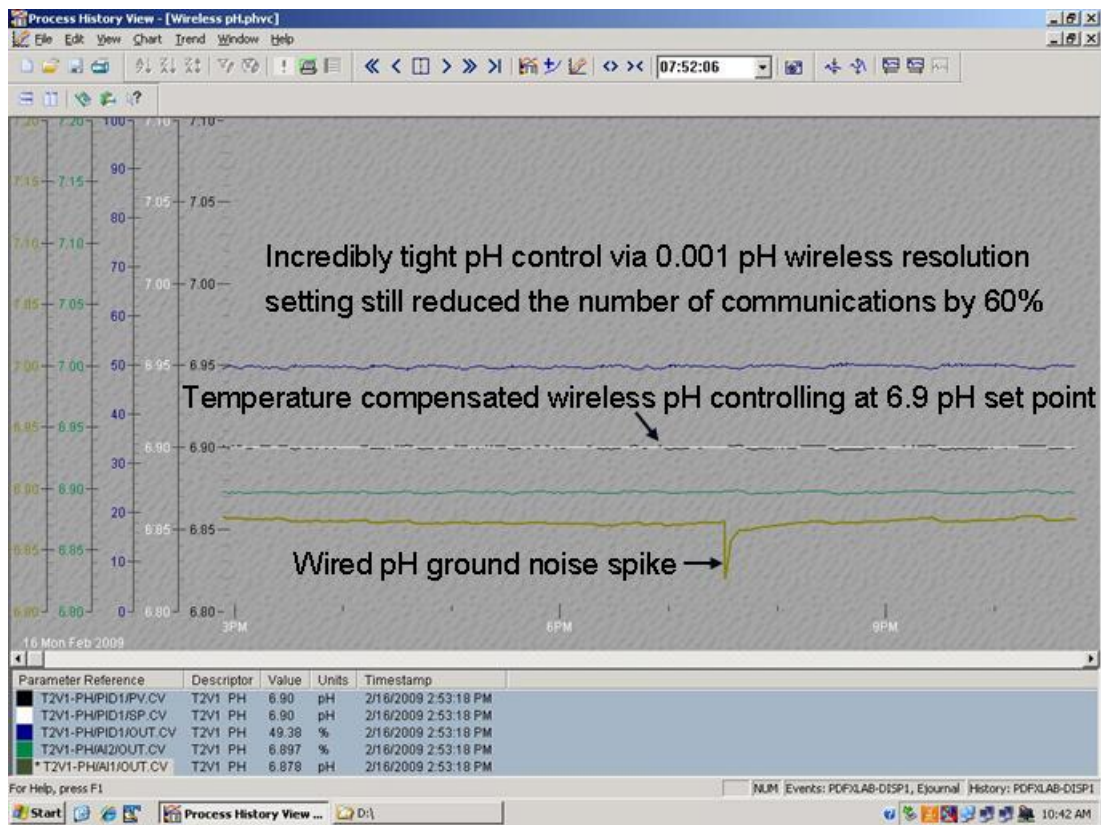 Process History View - [Wireless pH.phvc]
File Edit View Chart Trend Window Help
07:52:06
7.20 7.20 100 7.10 7.10
90
7.15 7.15
7.05 7.05
80
7.10 7.10
Incredibly tight pH control via 0.001 pH wireless resolution
70
7.00 7.00
7.05 7.05
setting still reduced the number of communications by 60%
60
7.00 7.00 50 6.95 6.95
Temperature compensated wireless pH controlling at 6.9 pH set point
40
6.95 6.95
6.90 6.90
30
6.90 6.90
20
6.85 6.85
6.85 6.85
10
Wired pH ground noise spike
6.80 6.80 0 6.80 6.80
3PM 6PM 9PM
16 Mon Feb 2009
Parameter Reference Descriptor Value Units Timestamp
T2V1-PH/PID1/PV.CV T2V1 PH 6.90 pH 2/16/2009 2:53:18 PM
T2V1-PH/PID1/SP.CV T2V1 PH 6.90 pH 2/16/2009 2:53:18 PM
T2V1-PH/PID1/OUT.CV T2V1 PH 49.38 % 2/16/2009 2:53:18 PM
T2V1-PH/AI2/OUT.CV T2V1 PH 6.897 % 2/16/2009 2:53:18 PM
* T2V1-PH/AI1/OUT.CV T2V1 PH 6.878 pH 2/16/2009 2:53:18 PM
For Help, press F1
NUM Events: PDFXLAB-DISP1, Ejournal History: PDFXLAB-DISP1
Start Process History View ... D:\ 10:42 AM